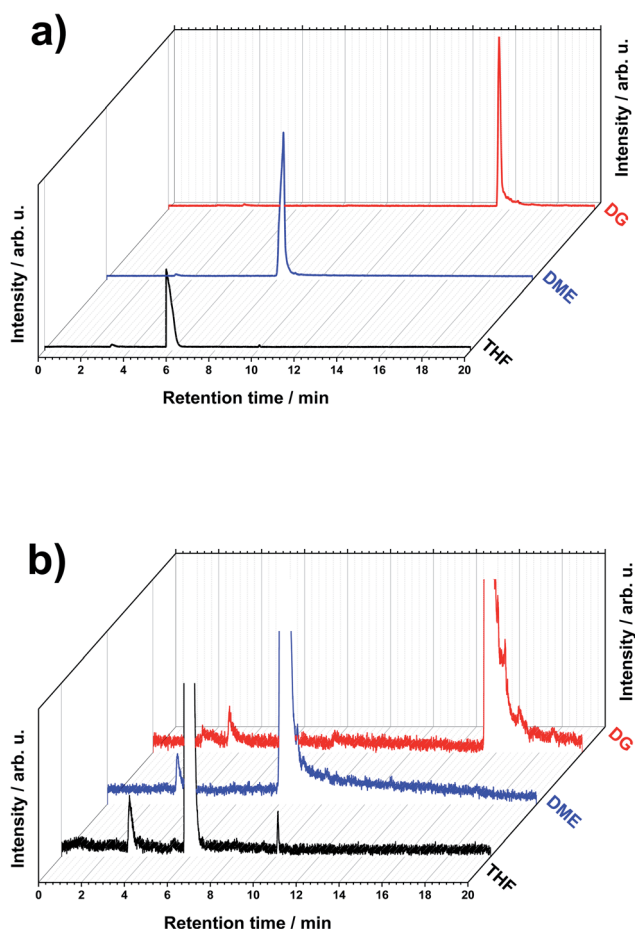 a)
Intensity / arb. u.
Intensity / arb. u.
DG
DME
THF
0 2 4 6 8 10 12 14 16 18 20
Retention time / min
b)
Intensity / arb. u.
Intensity / arb. u.
DG
DME
THF
0 2 4 6 8 10 12 14 16 18 20
Retention time / min